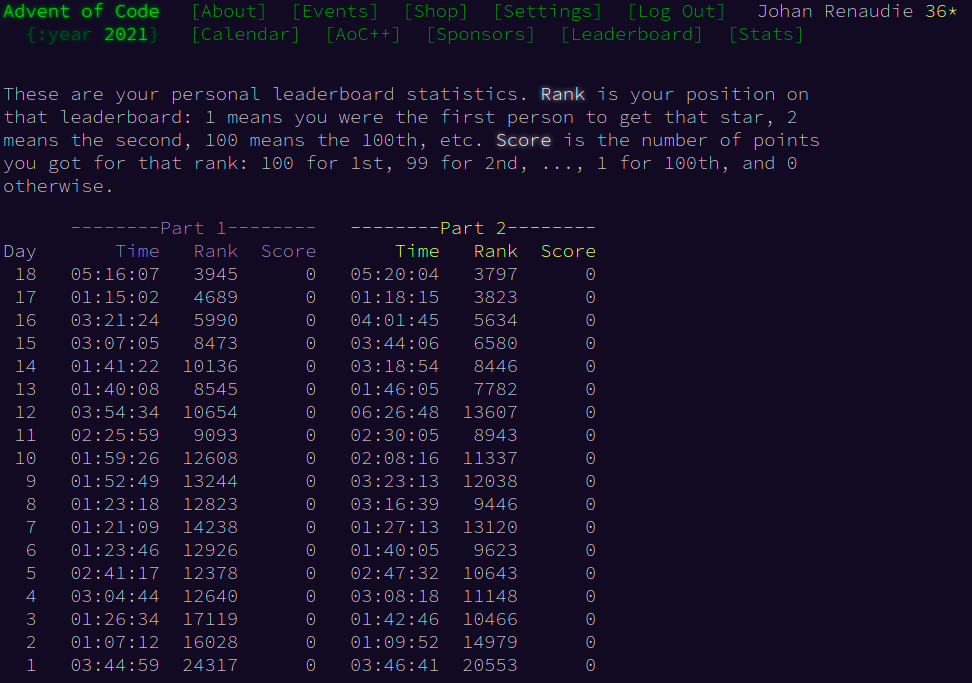 Advent of Code [About] [Events] [Shop] [Settings] [Log Out] Johan Renaudie 36*
{:year 2021} [Calendar] [AoC++] [Sponsors] [Leaderboard] [Stats]
These are your personal leaderboard statistics. Rank is your position on
that leaderboard: 1 means you were the first person to get that star, 2
means the second, 100 means the 100th, etc. Score is the number of points
you got for that rank: 100 for 1st, 99 for 2nd, ..., 1 for 100th, and 0
otherwise.
--------Part 1-------- --------Part 2--------
Day Time Rank Score Time Rank Score
18 05:16:07 3945 0 05:20:04 3797 0
17 01:15:02 4689 0 01:18:15 3823 0
16 03:21:24 5990 0 04:01:45 5634 0
15 03:07:05 8473 0 03:44:06 6580 0
14 01:41:22 10136 0 03:18:54 8446 0
13 01:40:08 8545 0 01:46:05 7782 0
12 03:54:34 10654 0 06:26:48 13607 0
11 02:25:59 9093 0 02:30:05 8943 0
10 01:59:26 12608 0 02:08:16 11337 0
9 01:52:49 13244 0 03:23:13 12038 0
8 01:23:18 12823 0 03:16:39 9446 0
7 01:21:09 14238 0 01:27:13 13120 0
6 01:23:46 12926 0 01:40:05 9623 0
5 02:41:17 12378 0 02:47:32 10643 0
4 03:04:44 12640 0 03:08:18 11148 0
3 01:26:34 17119 0 01:42:46 10466 0
2 01:07:12 16028 0 01:09:52 14979 0
1 03:44:59 24317 0 03:46:41 20553 0